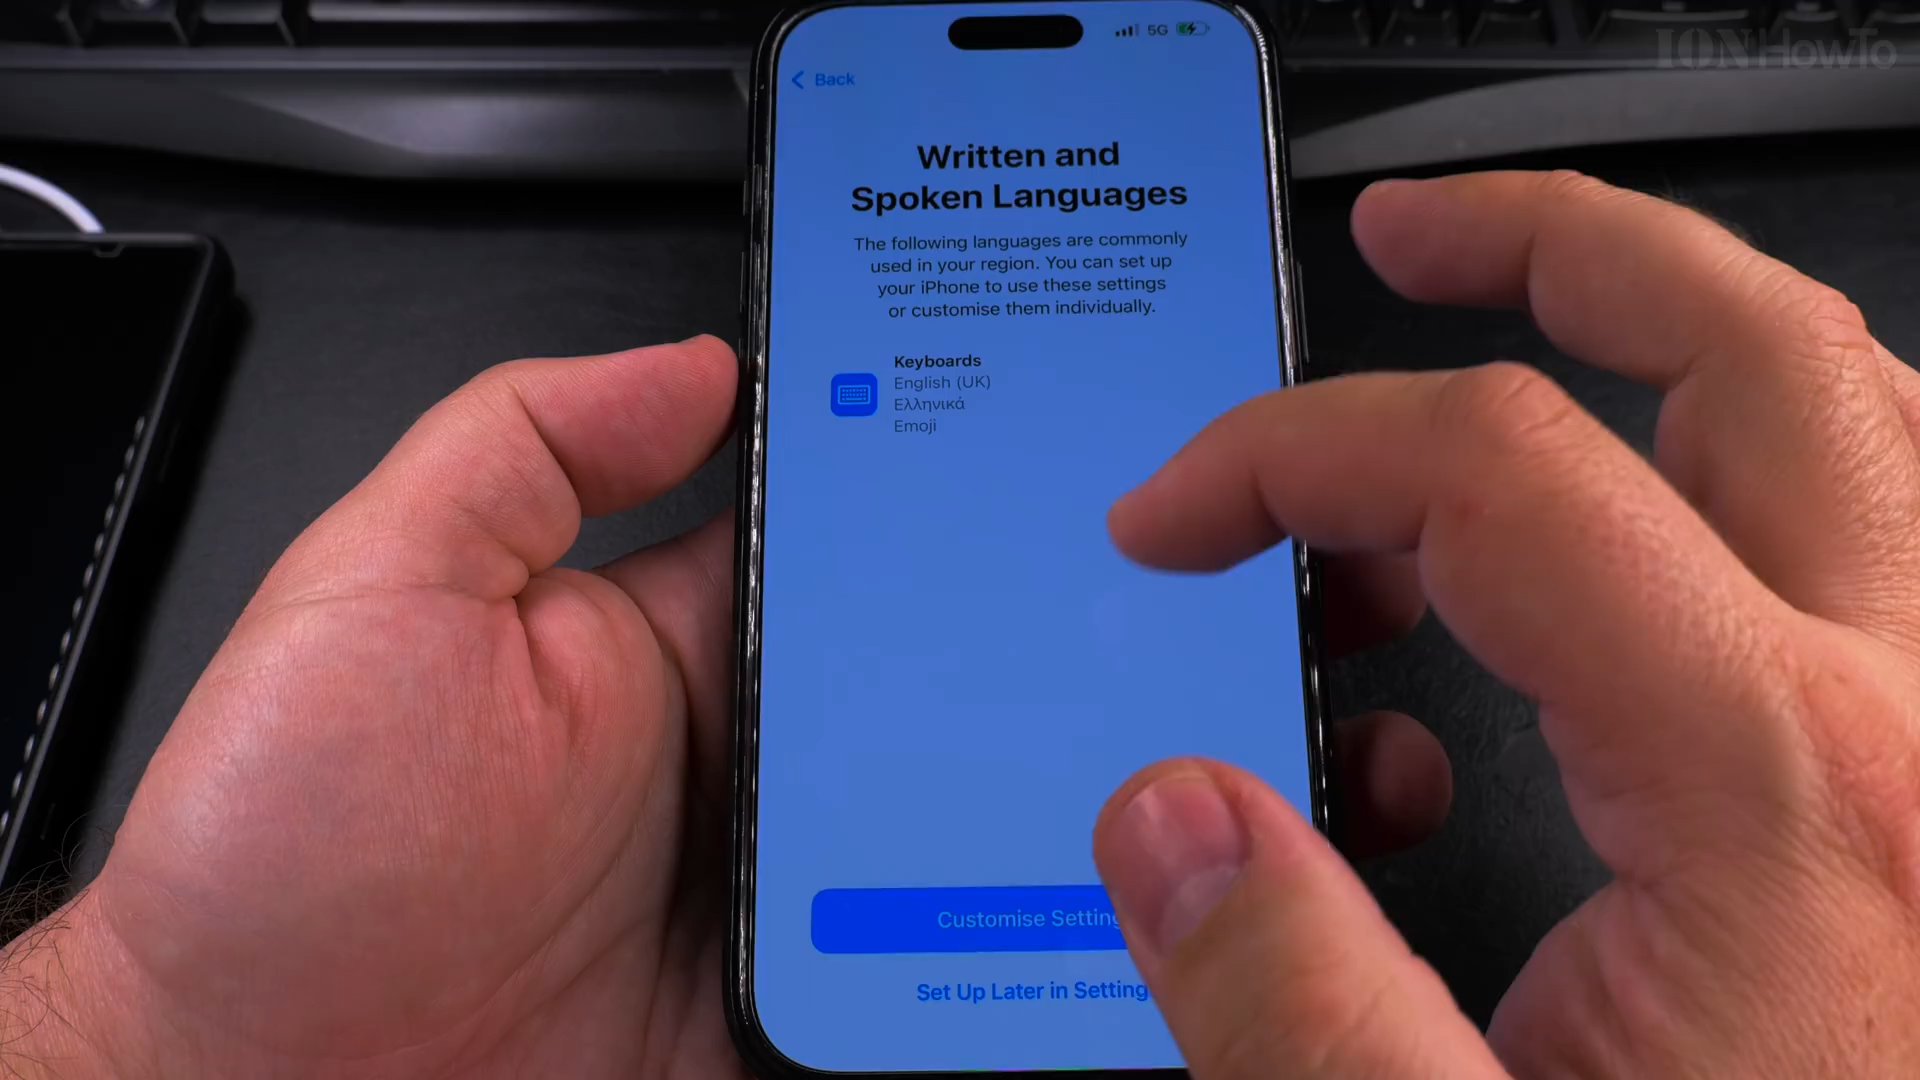 IONHowTo
5G
Back
Written and
Spoken Languages
The following languages are commonly
used in your region. You can set up
your iPhone to use these settings
or customise them individually.
Keyboards
English (UK)
Ελληνικά
Emoji
Customise Setting
Set Up Later in Setting